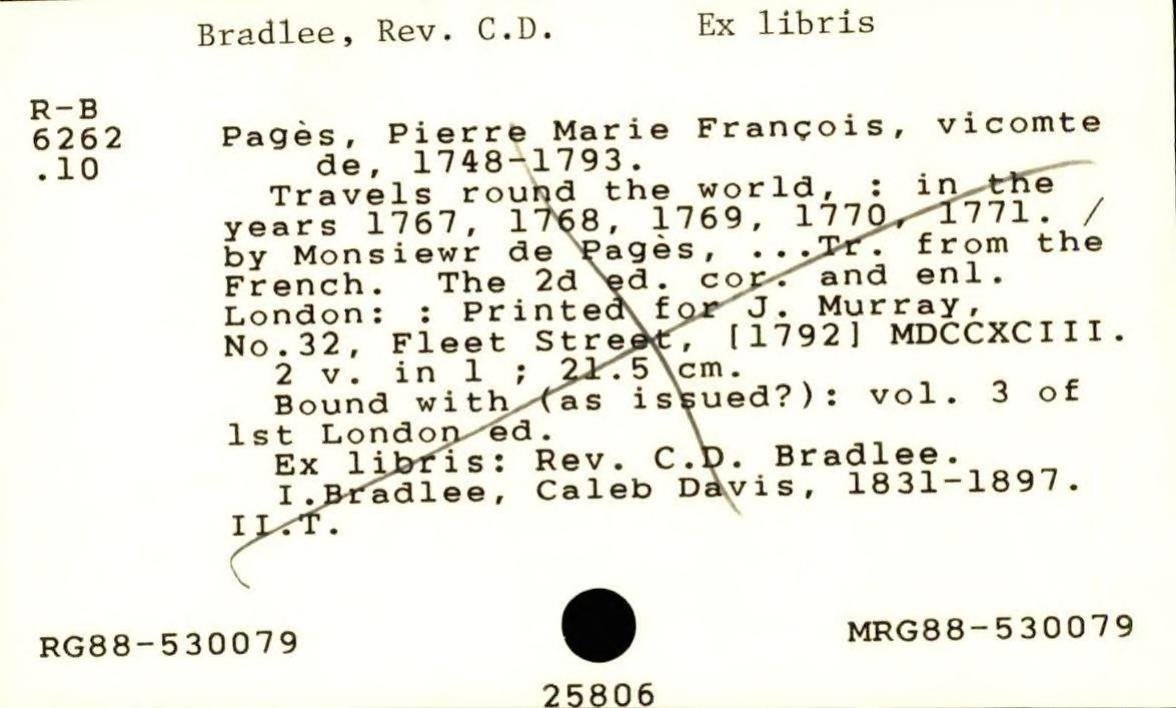 Bradlee, Rev. C.D. Ex libris
R-B
6262
.10
Pagès, Pierre Marie François, vicomte
de, 1748-1793.
Travels round the world, : in the
years 1767, 1768, 1769, 1770, 1771. /
by Monsiewr de Pagès, ...Tr. from the
French. The 2d ed. cor. and enl.
London: : Printed for J. Murray,
No.32, Fleet Street, [1792] MDCCXCIII.
2 v. in 1 ; 21.5 cm.
Bound with (as issued?): vol. 3 of
1st London ed.
Ex libris: Rev. C.D. Bradlee.
I.Bradlee, Caleb Davis, 1831-1897.
II.T.
RG88-530079 MRG88-530079
25806